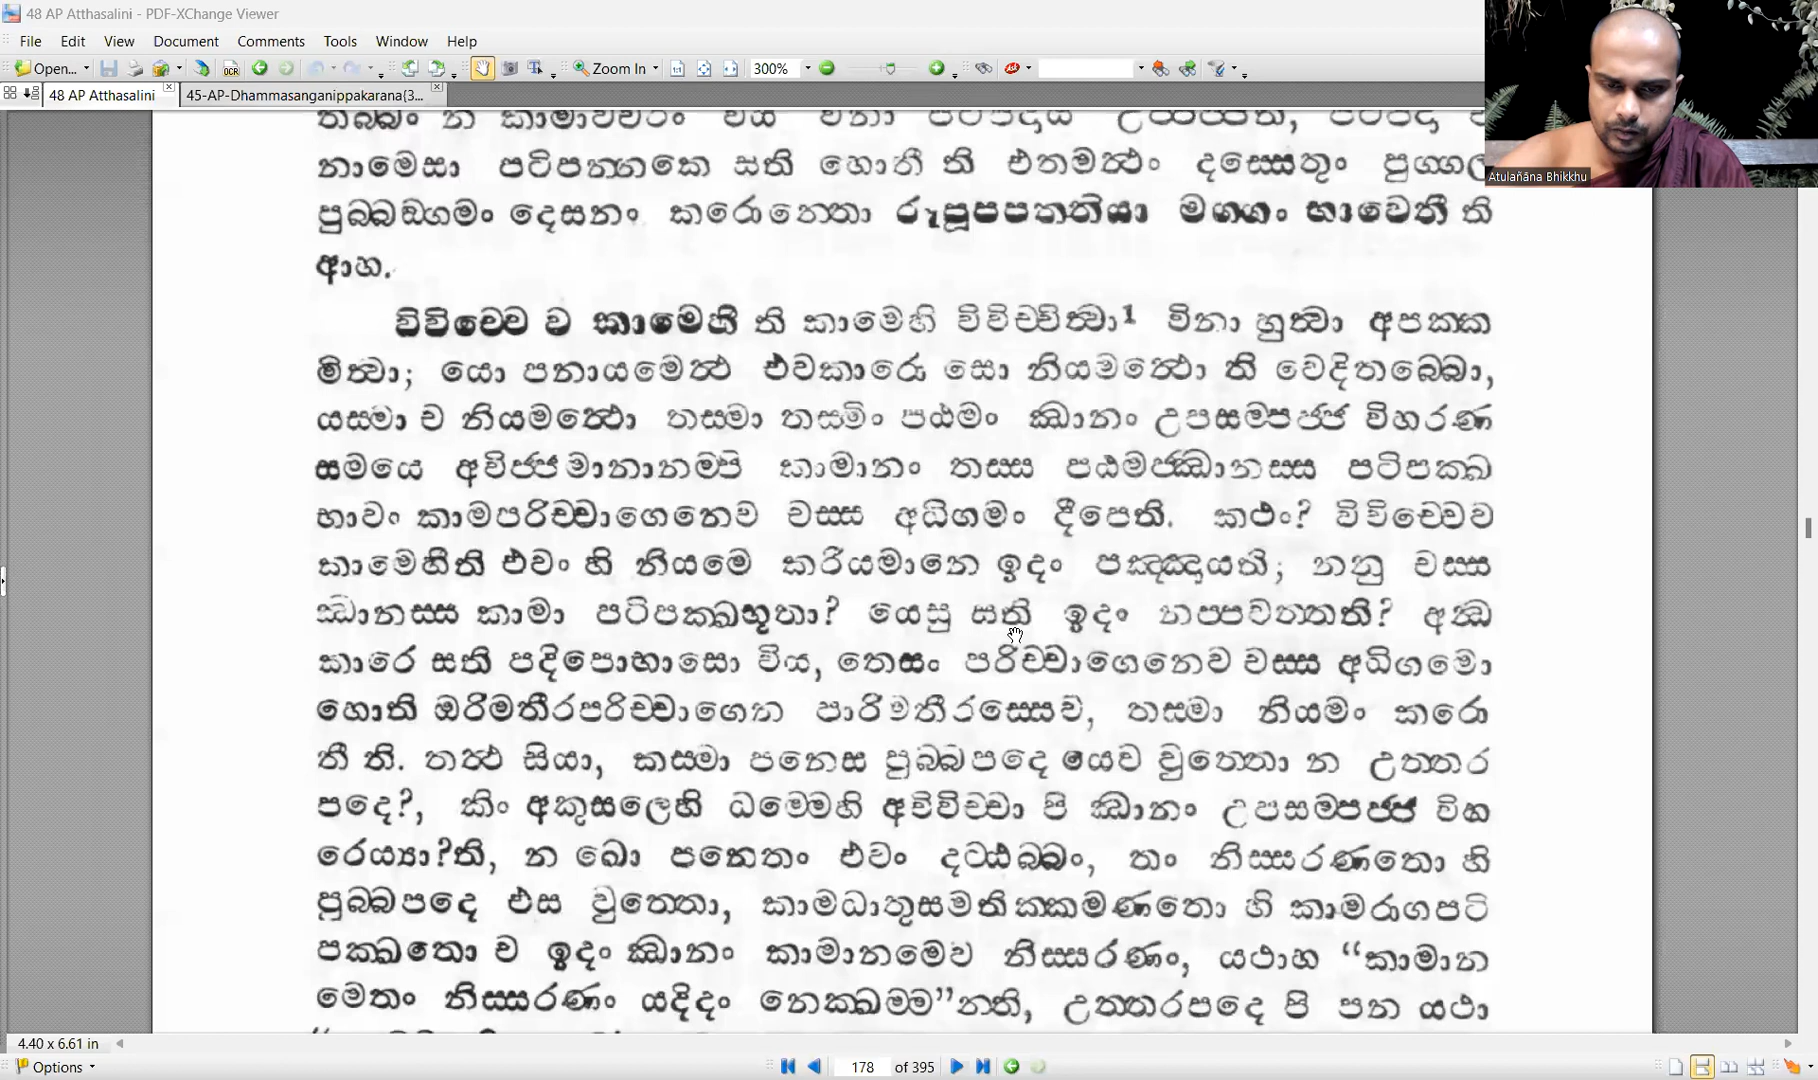 48 AP Atthasalini - PDF-XChange Viewer
File Edit View Document Comments Tools Window Help
Open... OCR Zoom In 300%
48 AP Atthasalini 45-AP-Dhammasanganippakarana{3...
Atulañāna Bhikkhu
නාමෙසා පටිපන්නකෙ සති හොතී ති එතමත්ථං දස්සෙතුං පුග්ගල
පුබ්බඞ්ගමං දෙසනං කරොන්තො රූපූපපත්තියා මග්ගං භාවෙතී ති
ආහ.
විවිච්චෙ ව කාමෙහි ති කාමෙහි විවිච්චිත්වා1 විනා හුත්වා අපක්ක
මිත්වා; යො පනායමෙත්ථ එවකාරො සො නියමත්ථො ති වෙදිතබ්බො,
යස්මා ච නියමත්ථො තස්මා තස්මිං පඨමං ඣානං උපසම්පජ්ජ විහරණ
සමයෙ අවිජ්ජමානානම්පි කාමානං තස්ස පඨමජ්ඣානස්ස පටිපක්ඛ
භාවං කාමපරිච්චාගෙනෙව චස්ස අධිගමං දීපෙති. කථං? විවිච්චෙව
කාමෙහීති එවං හි නියමෙ කරීයමානෙ ඉදං පඤ්ඤායති; නනු චස්ස
ඣානස්ස කාමා පටිපක්ඛභූතා? යෙසු සති ඉදං නප්පවත්තති? අන්ධ
කාරෙ සති පදිපොභාසො විය, තෙසං පරිච්චාගෙනෙව චස්ස අධිගමො
හොති ඔරිමතීරපරිච්චාගෙන පාරිමතීරස්සෙව, තස්මා නියමං කරො
තී ති. තත්ථ සියා, කස්මා පනෙස පුබ්බපදෙ යෙව වුත්තො න උත්තර
පදෙ?, කිං අකුසලෙහි ධම්මෙහි අවිවිච්චා පි ඣානං උපසම්පජ්ජ විහ
රෙය්‍යා?ති, න ඛො පනෙතං එවං දට්ඨබ්බං, තං නිස්සරණතො හි
පුබ්බපදෙ එස වුත්තො, කාමධාතුසමතික්කමණතො හි කාමරාගපටි
පක්ඛතො ච ඉදං ඣානං කාමානමෙව නිස්සරණං, යථාහ “කාමාන
මෙතං නිස්සරණං යදිදං නෙක්ඛම්ම”න්ති, උත්තරපදෙ පි පන යථා
4.40 x 6.61 in
Options 178 of 395